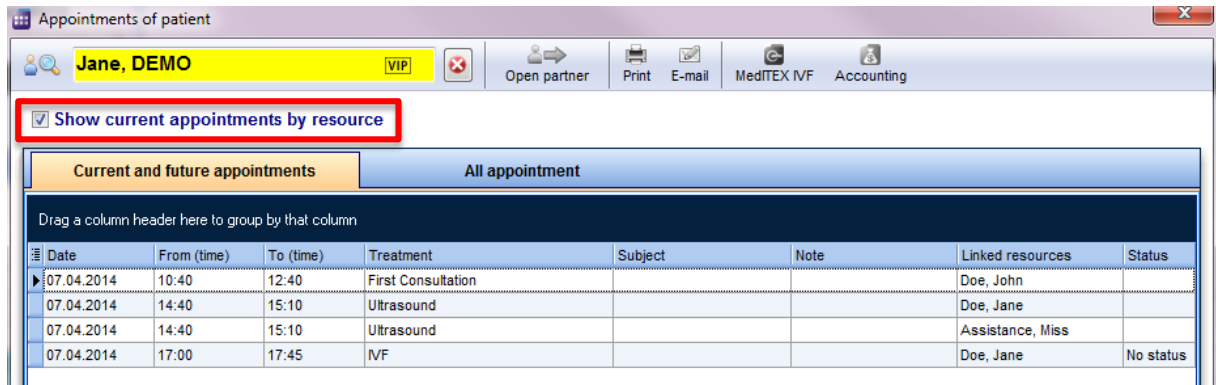 Appointments of patient
X
Jane, DEMO VIP
Open partner Print E-mail MedITEX IVF Accounting
Show current appointments by resource
Current and future appointments All appointment
Drag a column header here to group by that column
Date From (time) To (time) Treatment Subject Note Linked resources Status
07.04.2014 10:40 12:40 First Consultation Doe, John
07.04.2014 14:40 15:10 Ultrasound Doe, Jane
07.04.2014 14:40 15:10 Ultrasound Assistance, Miss
07.04.2014 17:00 17:45 IVF Doe, Jane No status